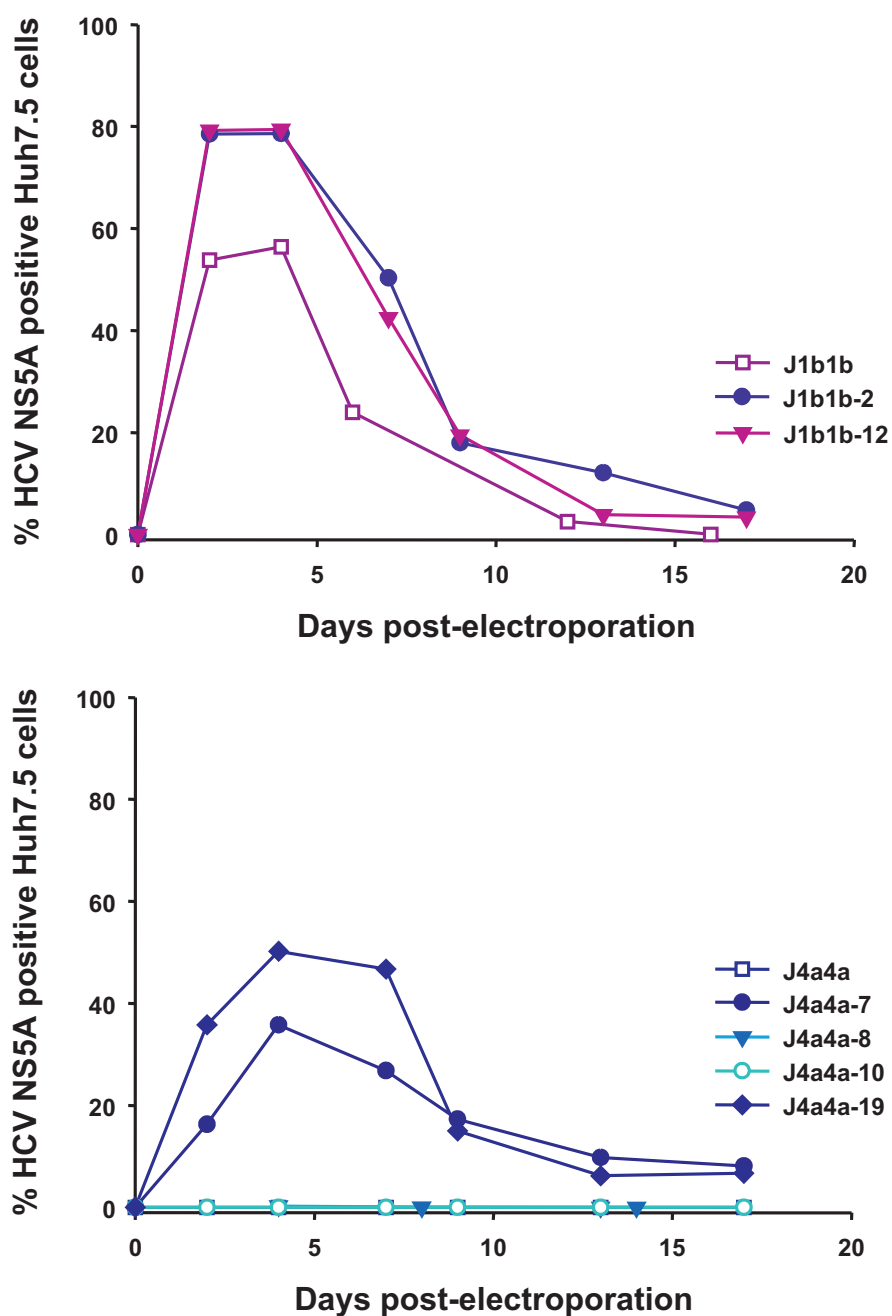 % HCV NS5A positive Huh7.5 cells
100
80
60
40
20
0
J1b1b
J1b1b-2
J1b1b-12
0 5 10 15 20
Days post-electroporation
% HCV NS5A positive Huh7.5 cells
100
80
60
40
20
0
J4a4a
J4a4a-7
J4a4a-8
J4a4a-10
J4a4a-19
0 5 10 15 20
Days post-electroporation